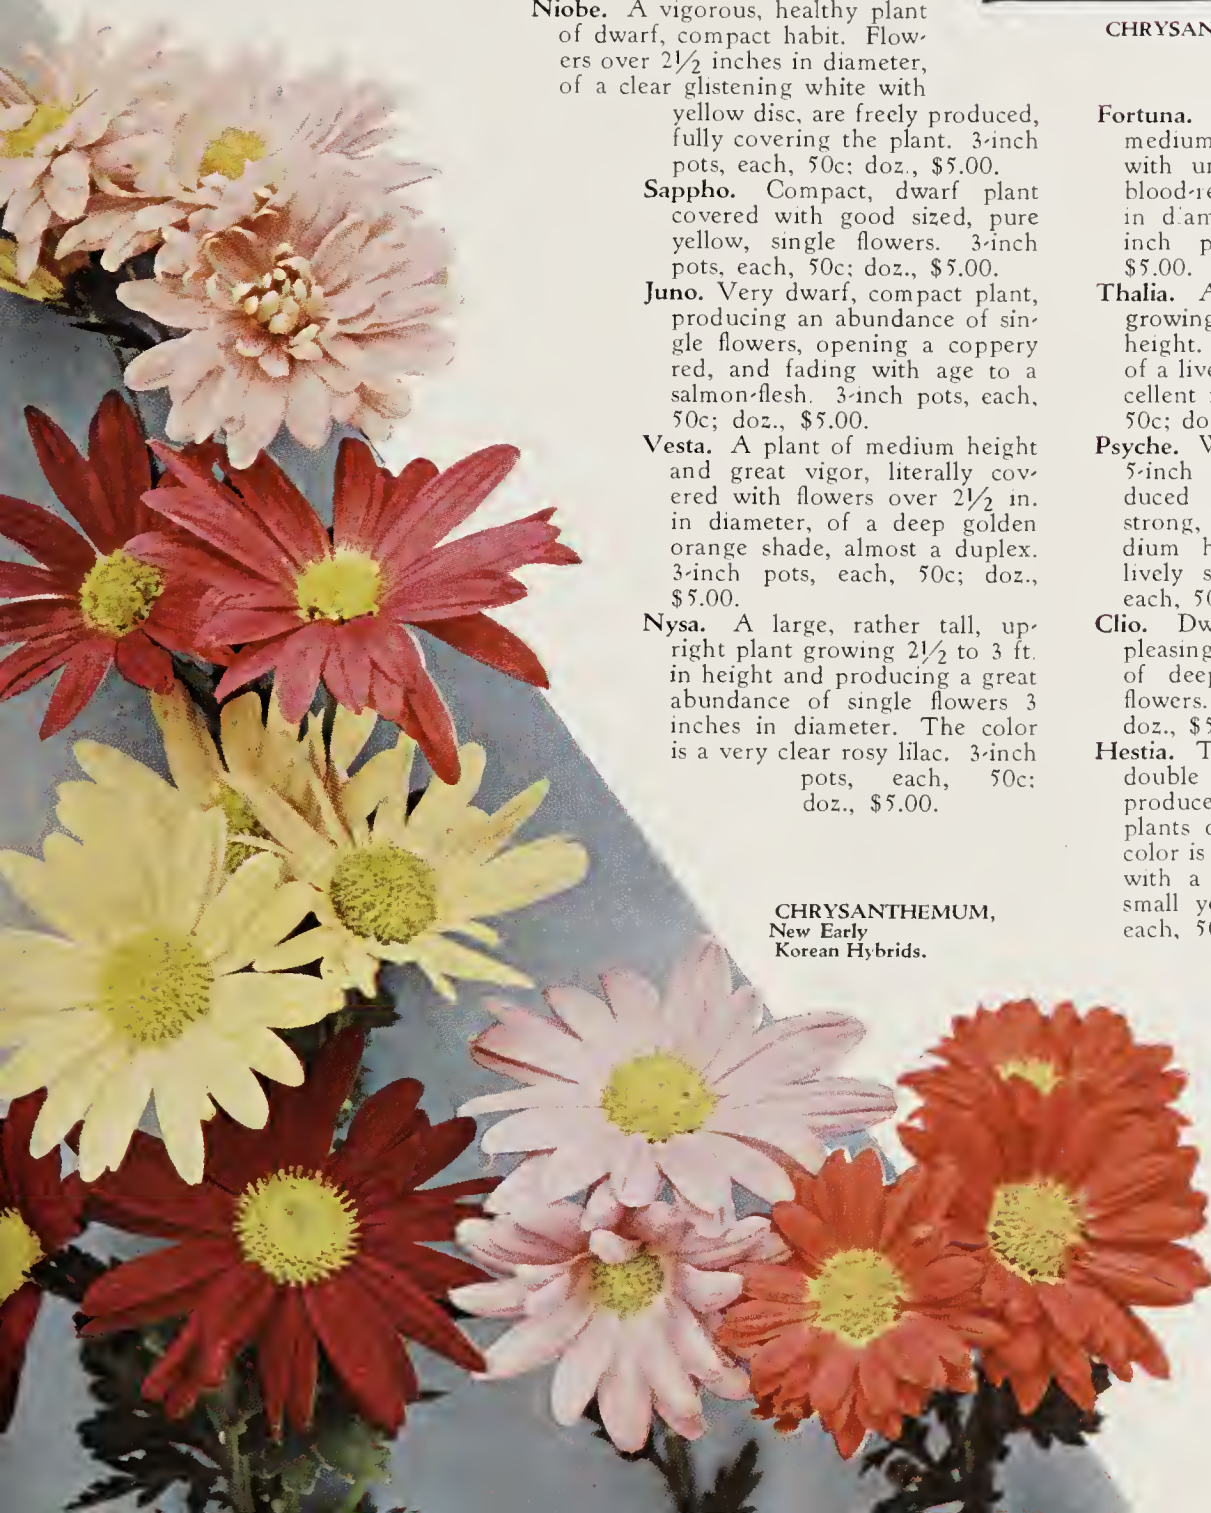 Niobe. A vigorous, healthy plant
of dwarf, compact habit. Flow-
ers over 2½ inches in diameter,
of a clear glistening white with
yellow disc, are freely produced,
fully covering the plant. 3-inch
pots, each, 50c; doz., $5.00.
Sappho. Compact, dwarf plant
covered with good sized, pure
yellow, single flowers. 3-inch
pots, each, 50c; doz., $5.00.
Juno. Very dwarf, compact plant,
producing an abundance of sin-
gle flowers, opening a coppery
red, and fading with age to a
salmon-flesh. 3-inch pots, each,
50c; doz., $5.00.
Vesta. A plant of medium height
and great vigor, literally cov-
ered with flowers over 2½ in.
in diameter, of a deep golden
orange shade, almost a duplex.
3-inch pots, each, 50c; doz.,
$5.00.
Nysa. A large, rather tall, up-
right plant growing 2½ to 3 ft.
in height and producing a great
abundance of single flowers 3
inches in diameter. The color
is a very clear rosy lilac. 3-inch
pots, each, 50c;
doz., $5.00.
CHRYSANTHEMUM,
New Early
Korean Hybrids.
CHRYSAN
Fortuna.
medium
with
blood-re
in diam
inch p
$5.00.
Thalia. A
growing
height.
of a live
cellent
50c; do
Psyche.
5-inch
duced
strong,
dium h
lively s
each, 50
Clio. Dw
pleasing
of deep
flowers.
doz., $5
Hestia. T
double
produce
plants
color is
with a
small ye
each, 50